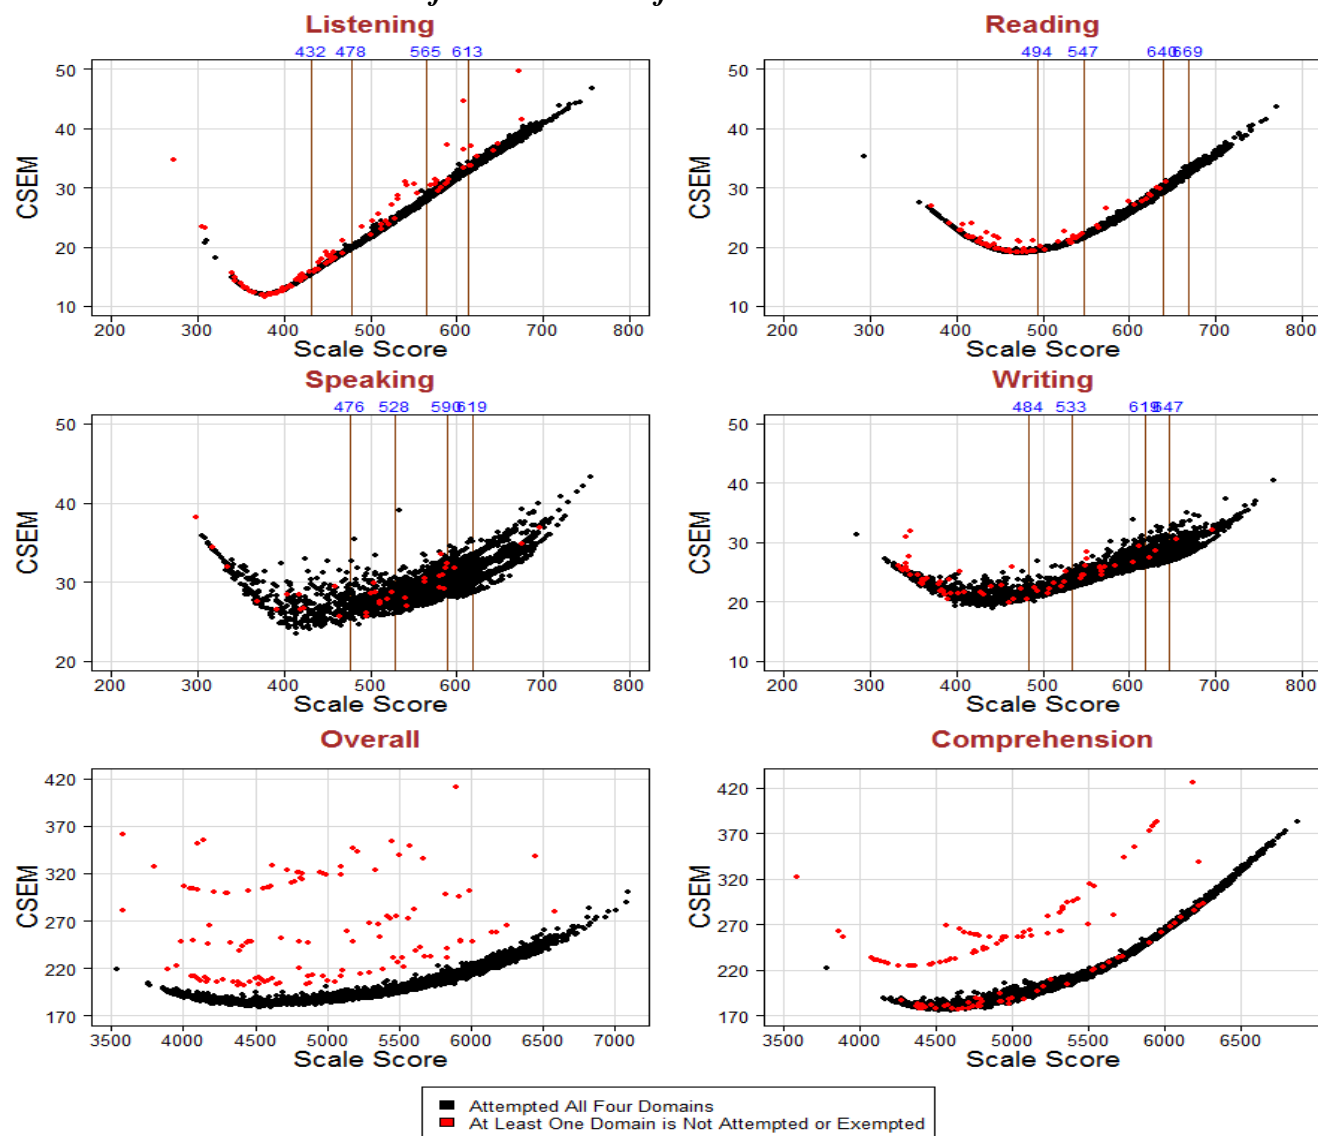 Listening
432 478 565 613
50
40
30
20
10
CSEM
200 300 400 500 600 700 800
Scale Score
Reading
494 547 640 669
50
40
30
20
10
CSEM
200 300 400 500 600 700 800
Scale Score
Speaking
476 528 590 619
50
40
30
20
CSEM
200 300 400 500 600 700 800
Scale Score
Writing
484 533 619 647
50
40
30
20
10
CSEM
200 300 400 500 600 700 800
Scale Score
Overall
420
370
320
270
220
170
CSEM
3500 4000 4500 5000 5500 6000 6500 7000
Scale Score
Comprehension
420
370
320
270
220
170
CSEM
3500 4000 4500 5000 5500 6000 6500
Scale Score
Attempted All Four Domains
At Least One Domain is Not Attempted or Exempted